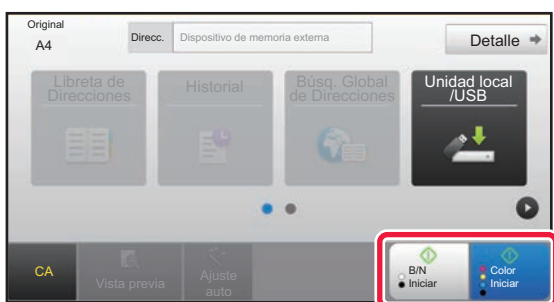 Original
A4
Direcc.
Dispositivo de memoria externa
Detalle
Libreta de
Direcciones
Historial
Búsq. Global
de Direcciones
Unidad local
/USB
CA
Vista previa
Ajuste
auto
B/N
Iniciar
Color
Iniciar